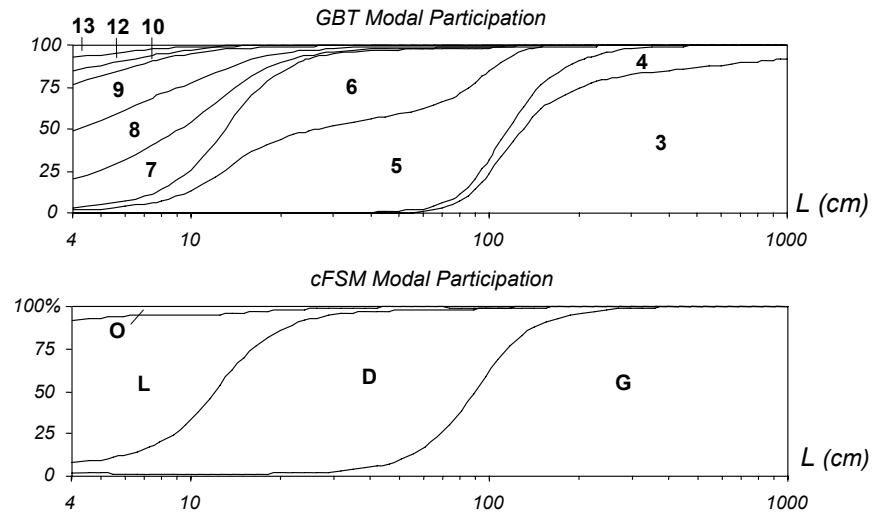 GBT Modal Participation
13 12 10
100
75
50
25
0
9
8
7
6
5
4
3
4 10 100 1000
L (cm)
cFSM Modal Participation
100%
75
50
25
0
O
L
D
G
4 10 100 1000
L (cm)